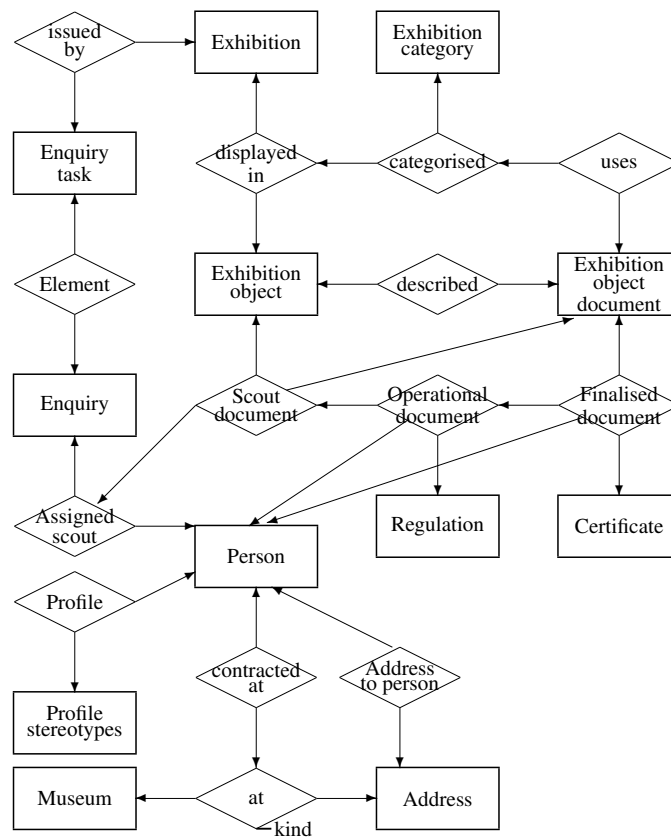 issued
by
Exhibition
Exhibition
category
Enquiry
task
displayed
in
categorised
uses
Element
Exhibition
object
described
Exhibition
object
document
Enquiry
Scout
document
Operational
document
Finalised
document
Assigned
scout
Person
Regulation
Certificate
Profile
contracted
at
Address
to person
Profile
stereotypes
Museum
at
Address
kind